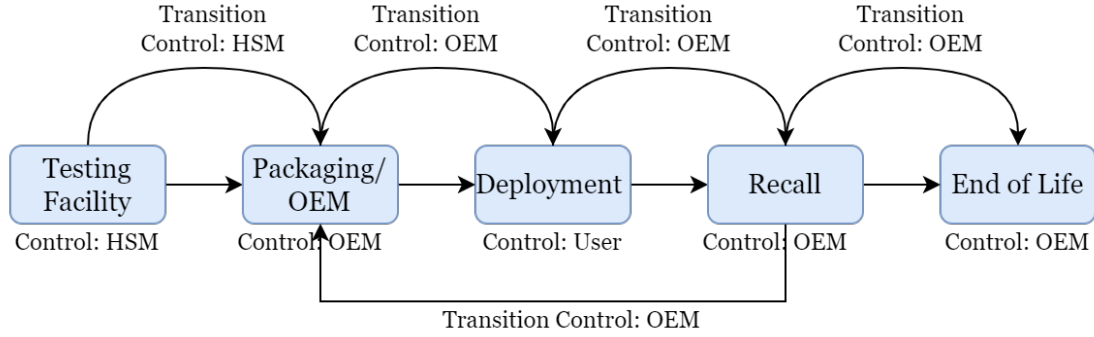 Transition
Control: HSM
Transition
Control: OEM
Transition
Control: OEM
Transition
Control: OEM
Testing
Facility
Packaging/
OEM
Deployment
Recall
End of Life
Control: HSM
Control: OEM
Control: User
Control: OEM
Control: OEM
Transition Control: OEM